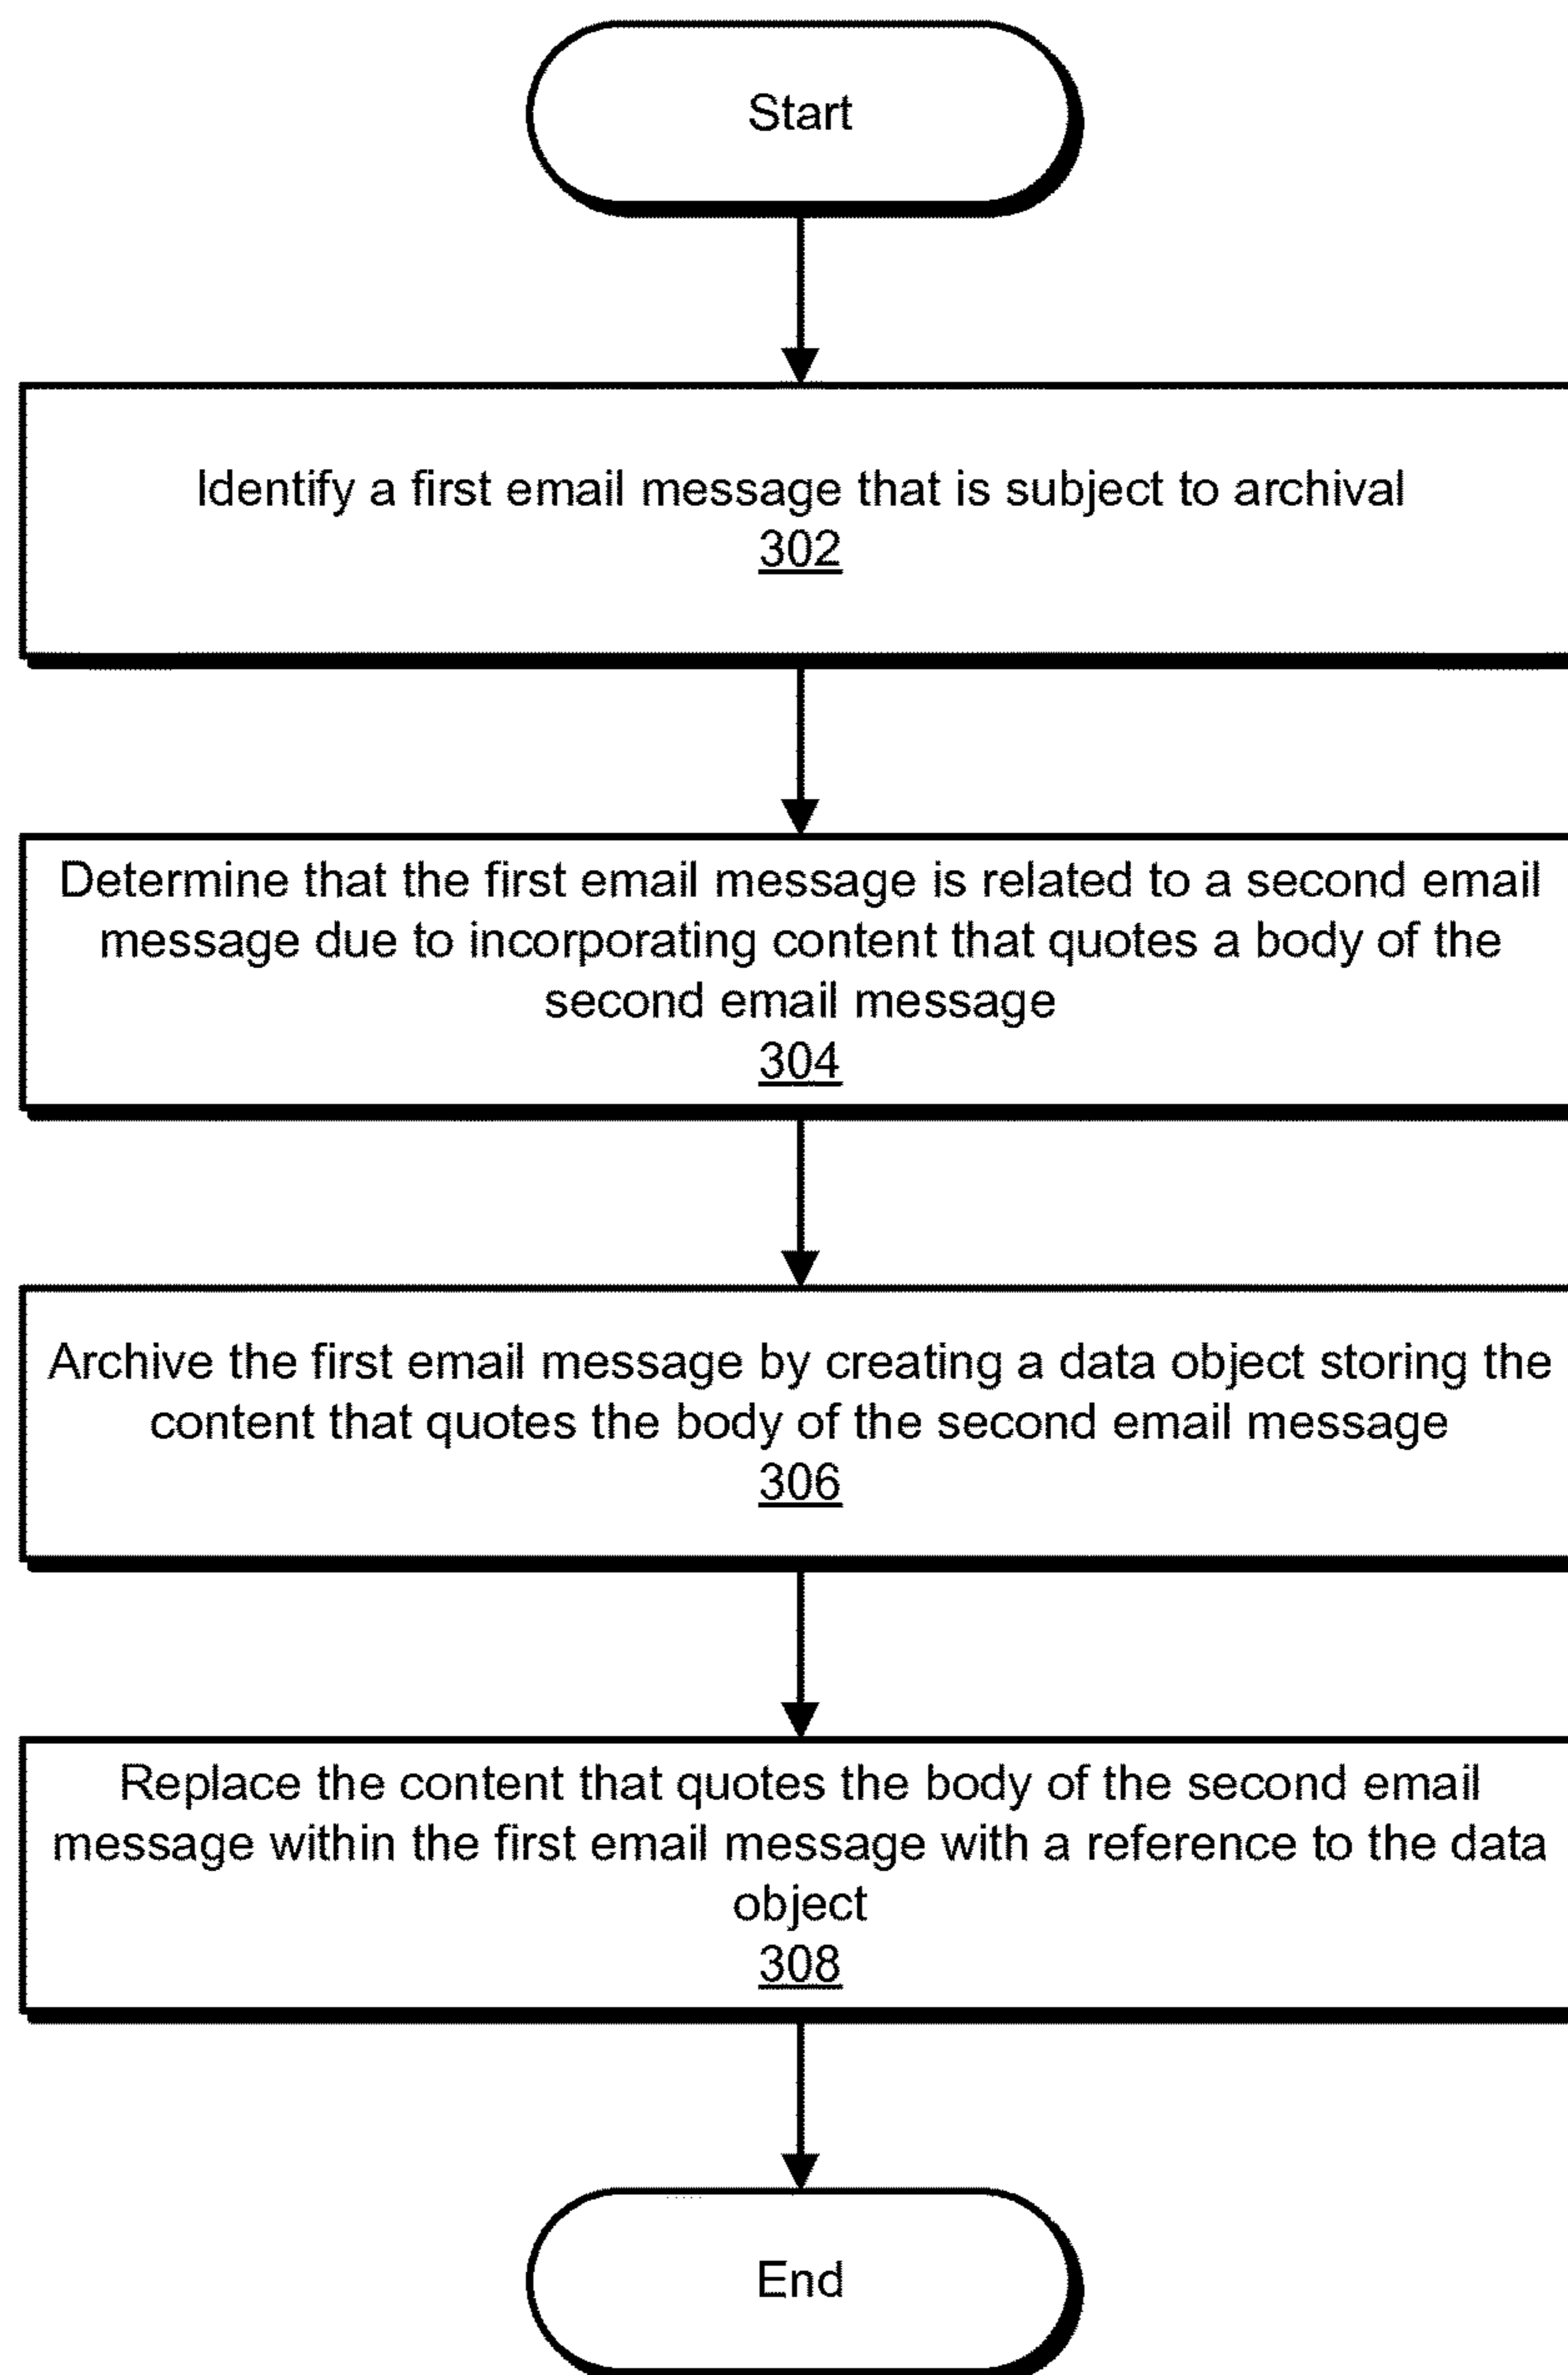 Start
Identify a first email message that is subject to archival
302
Determine that the first email message is related to a second email
message due to incorporating content that quotes a body of the
second email message
304
Archive the first email message by creating a data object storing the
content that quotes the body of the second email message
306
Replace the content that quotes the body of the second email
message within the first email message with a reference to the data
object
308
End